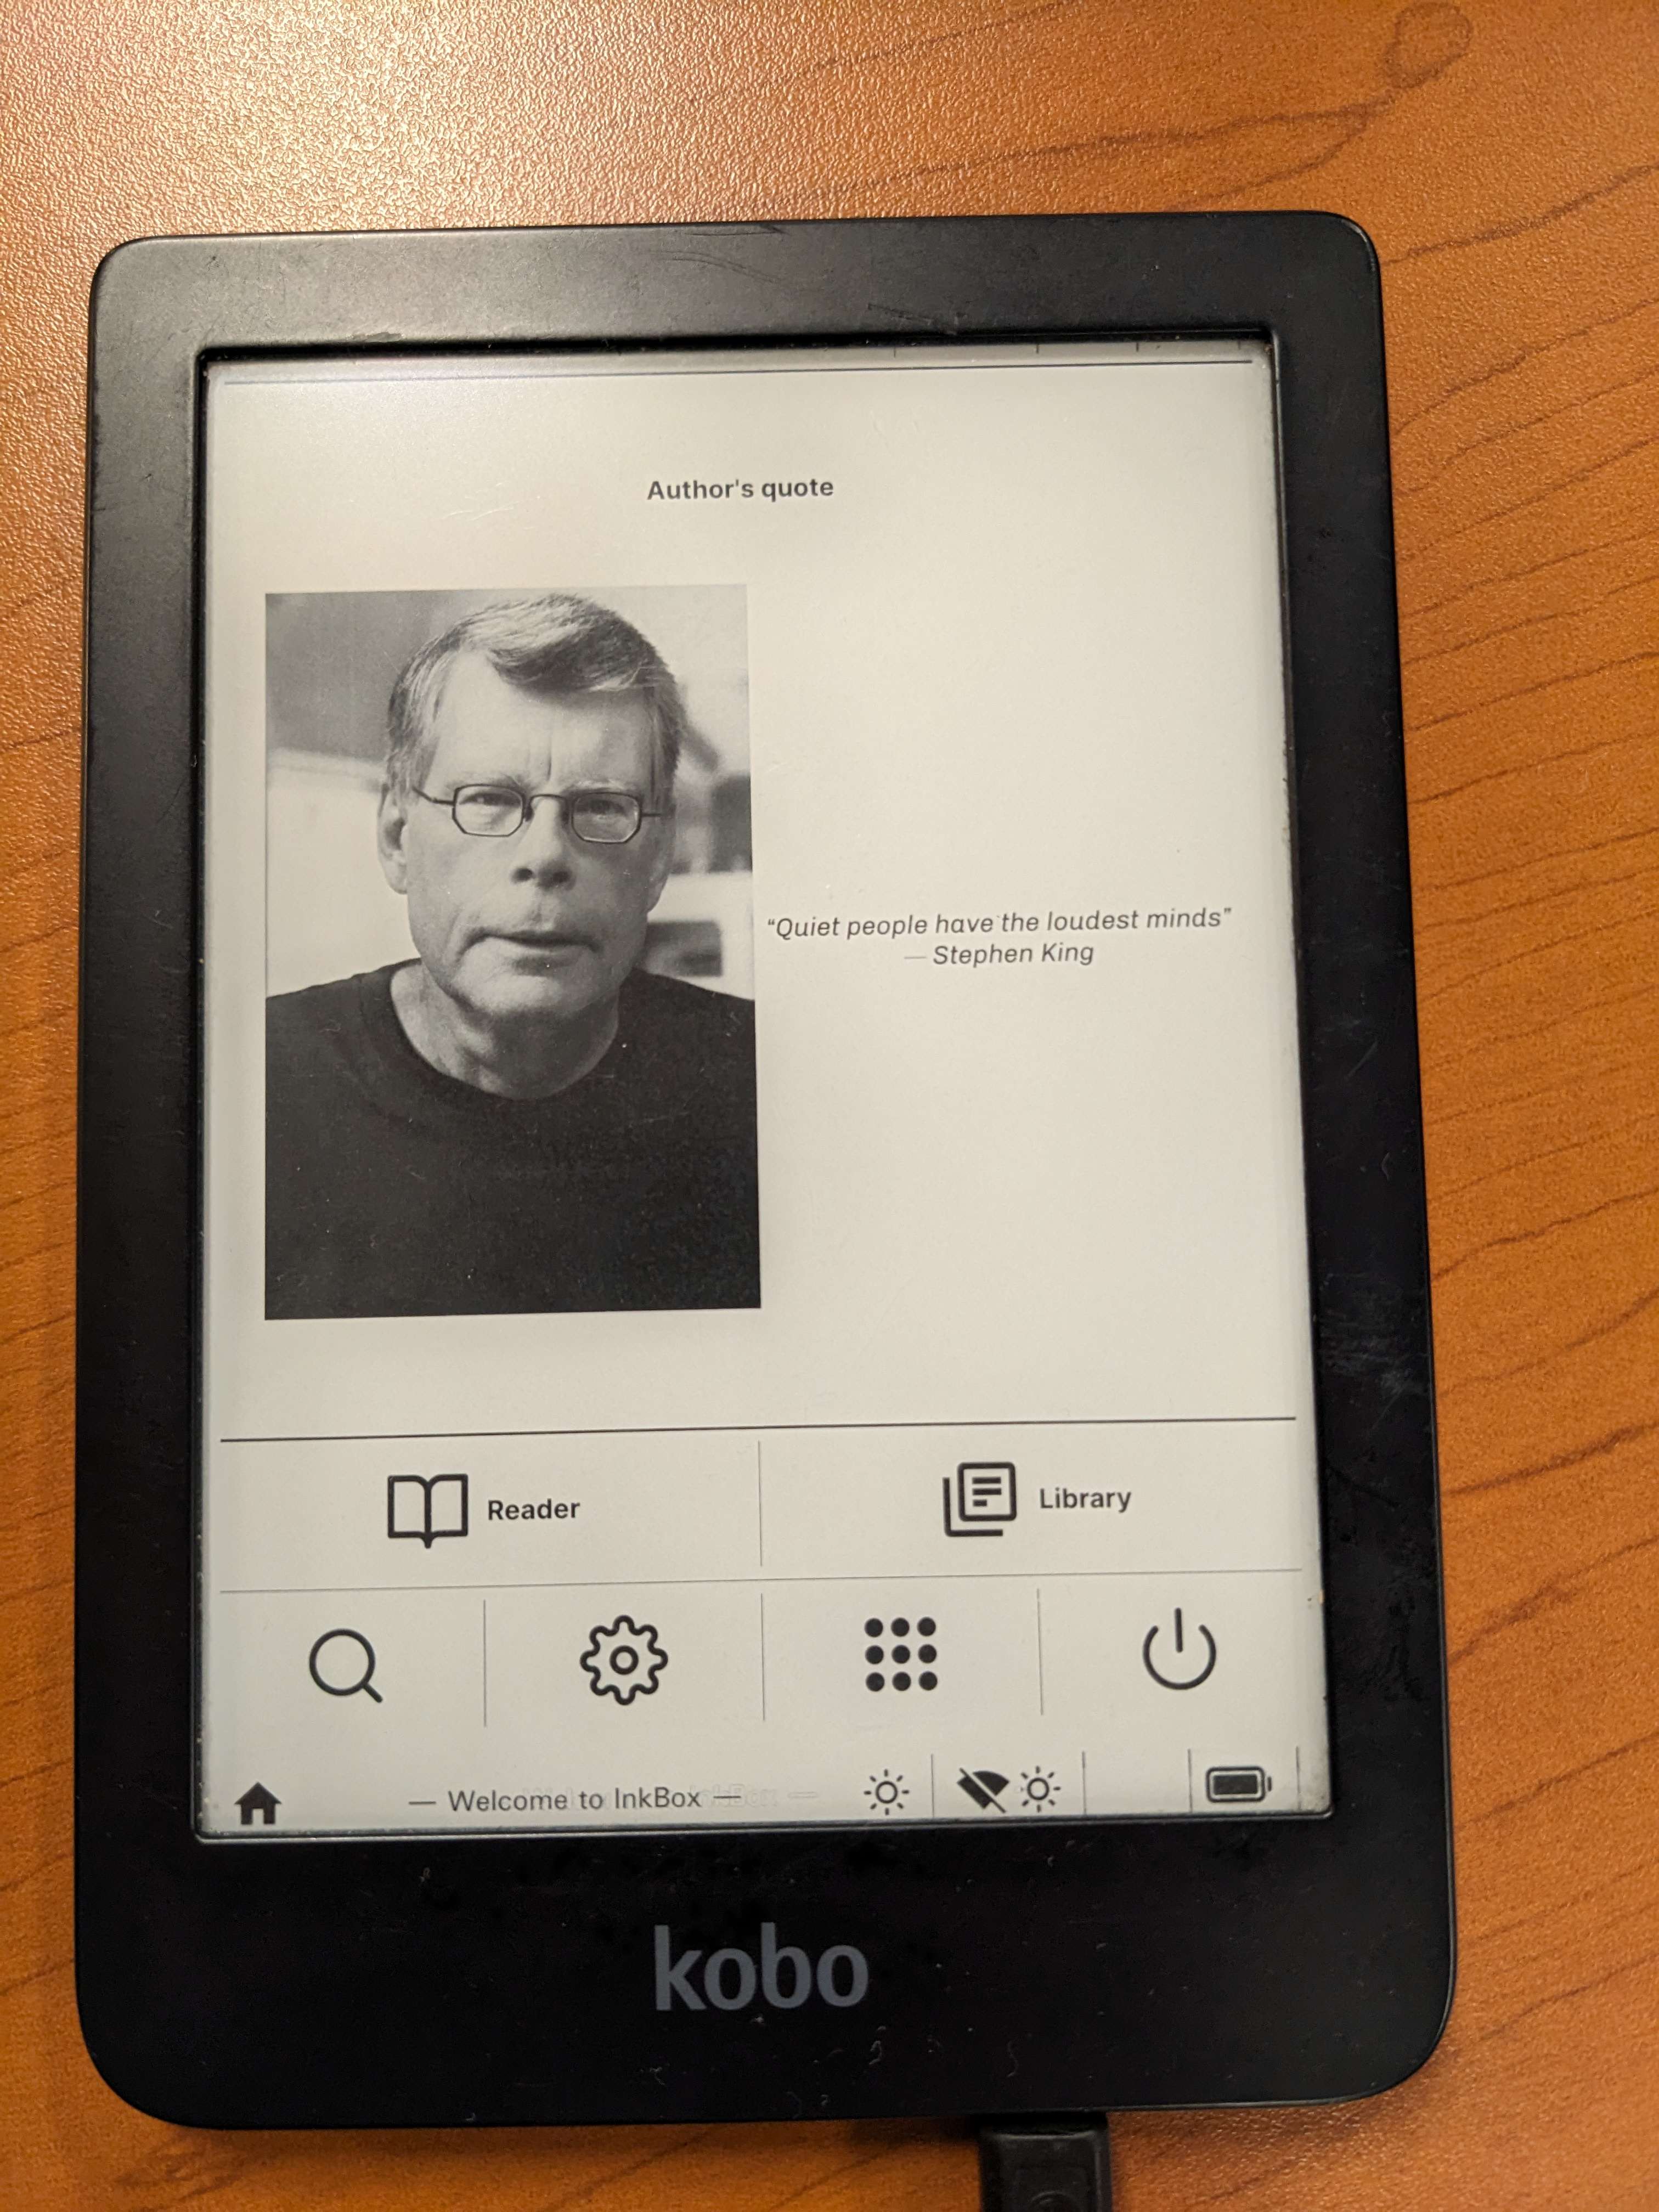 Author's quote
“Quiet people have the loudest minds”
— Stephen King
Reader
Library
— Welcome to InkBox —
kobo